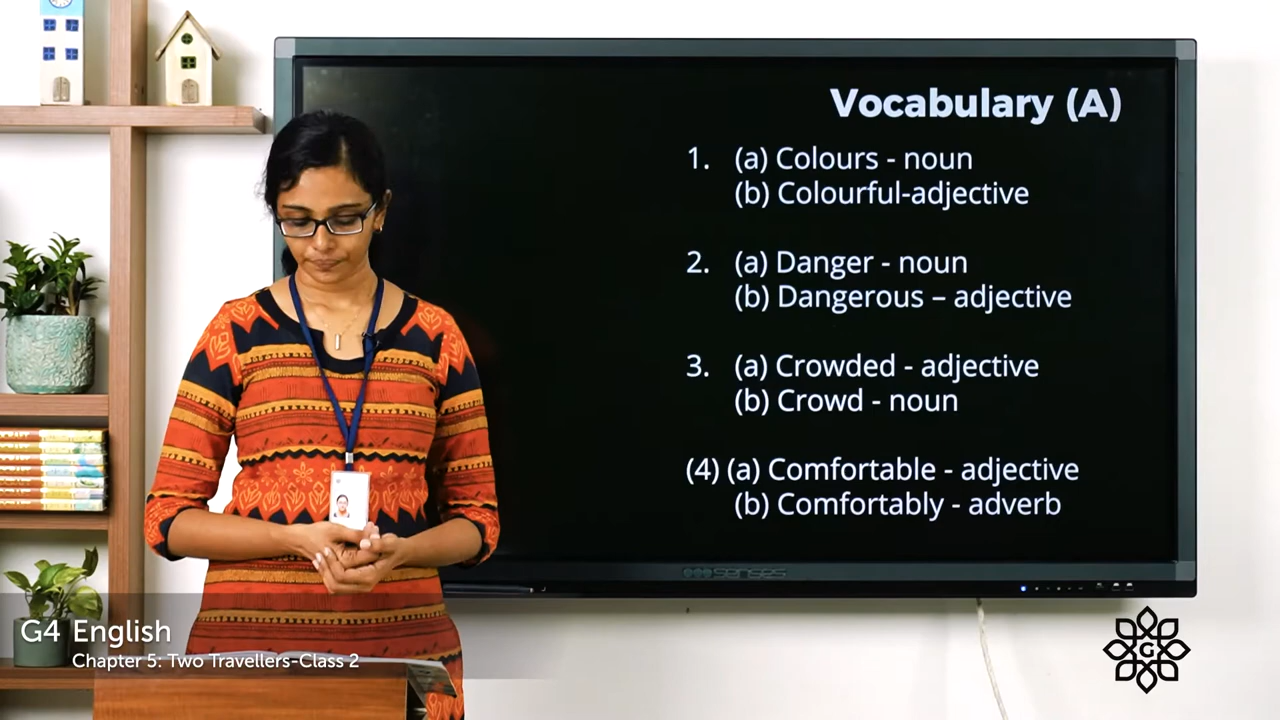 Vocabulary (A)
1. (a) Colours - noun
(b) Colourful-adjective
2. (a) Danger - noun
(b) Dangerous – adjective
3. (a) Crowded - adjective
(b) Crowd - noun
(4) (a) Comfortable - adjective
(b) Comfortably - adverb
senses
G4 English
Chapter 5: Two Travellers-Class 2
G